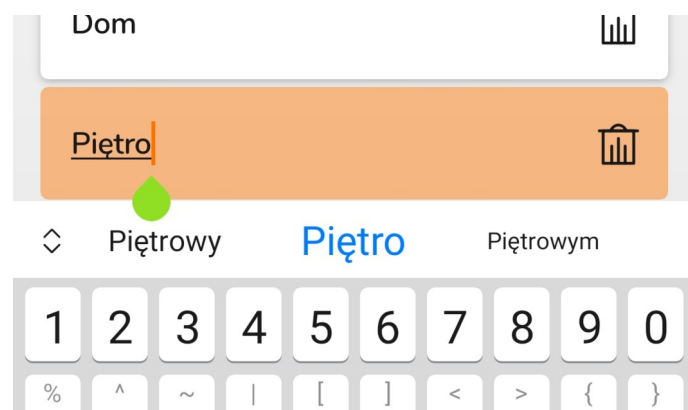 Dom
Piętro
Piętrowy Piętro Piętrowym
1 2 3 4 5 6 7 8 9 0
% ^ ~ | [ ] < > { }